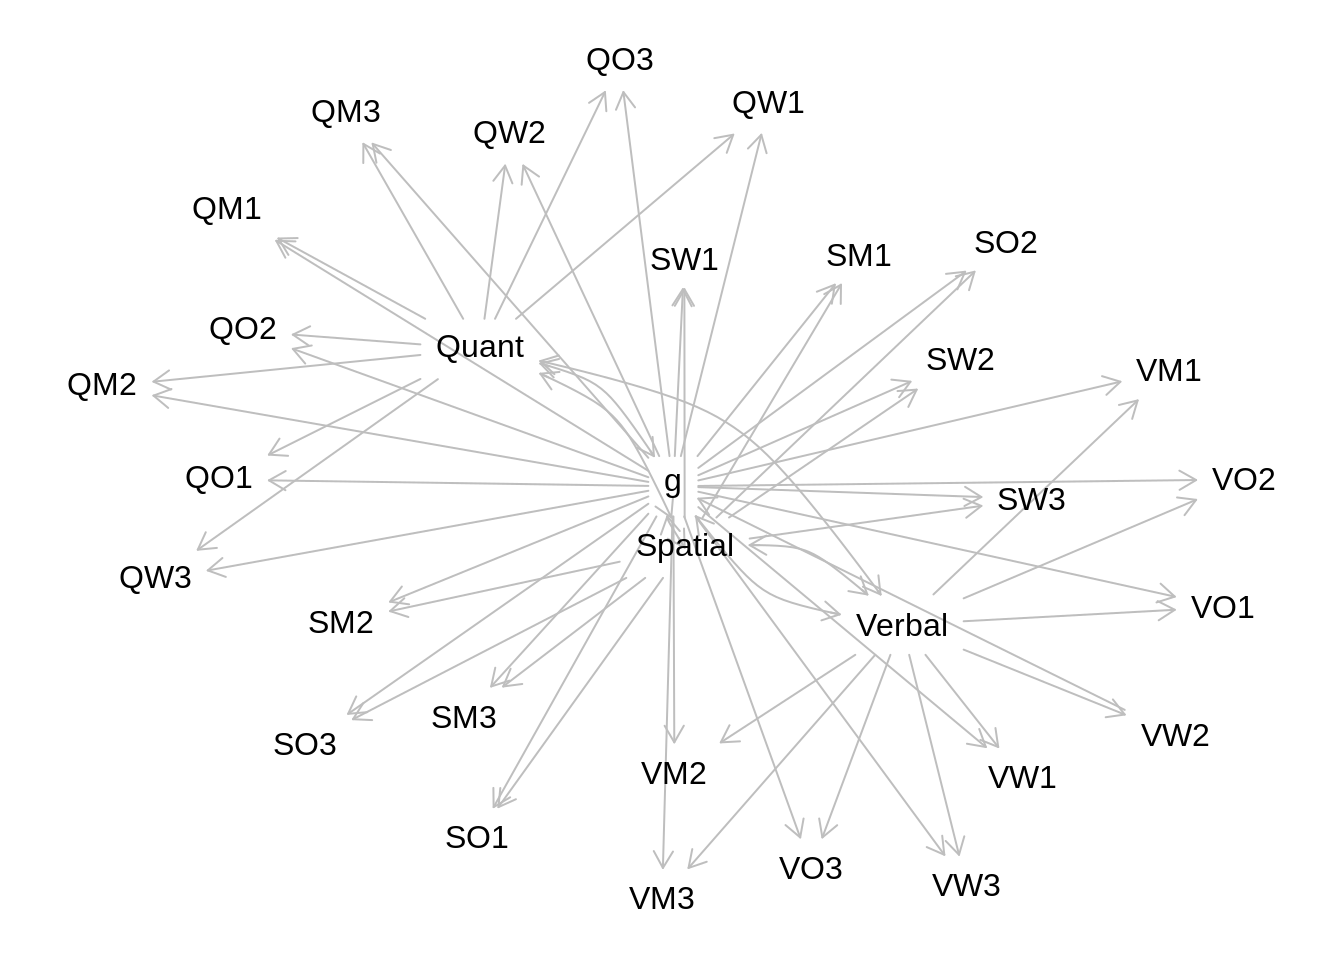 QO3
QW1
QM3
QW2
QM1
SO2
SM1
SW1
QO2
Quant
SW2
VM1
QM2
QO1
g
VO2
SW3
Spatial
QW3
VO1
SM2
Verbal
SM3
VW2
SO3
VM2
VW1
SO1
VO3
VW3
VM3